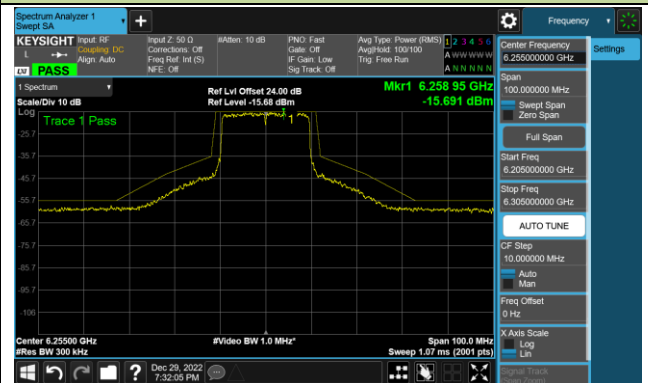 Spectrum Analyzer 1
Swept SA
Frequency
KEYSIGHT
L
LXI
PASS
Input: RF
Coupling: DC
Align: Auto
Input Z: 50 Ω
Corrections: Off
Freq Ref: Int (S)
NFE: Off
#Atten: 10 dB
PNO: Fast
Gate: Off
IF Gain: Low
Sig Track: Off
Avg Type: Power (RMS)
Avg|Hold: 100/100
Trig: Free Run
1 2 3 4 5 6
A W W W W W
A N N N N N
Center Frequency
6.255000000 GHz
Settings
Span
100.000000 MHz
Swept Span
Zero Span
Full Span
Start Freq
6.205000000 GHz
Stop Freq
6.305000000 GHz
AUTO TUNE
CF Step
10.000000 MHz
Auto
Man
Freq Offset
0 Hz
X Axis Scale
Log
Lin
Signal Track
(Span Zoom)
1 Spectrum
Scale/Div 10 dB
Log
Ref Lvl Offset 24.00 dB
Ref Level -15.68 dBm
Mkr1 6.258 95 GHz
-15.691 dBm
Trace 1 Pass
1
-25.7
-35.7
-45.7
-55.7
-65.7
-75.7
-85.7
-95.7
-106
Center 6.25500 GHz
#Res BW 300 kHz
#Video BW 1.0 MHz*
Span 100.0 MHz
Sweep 1.07 ms (2001 pts)
?
Dec 29, 2022
7:32:05 PM